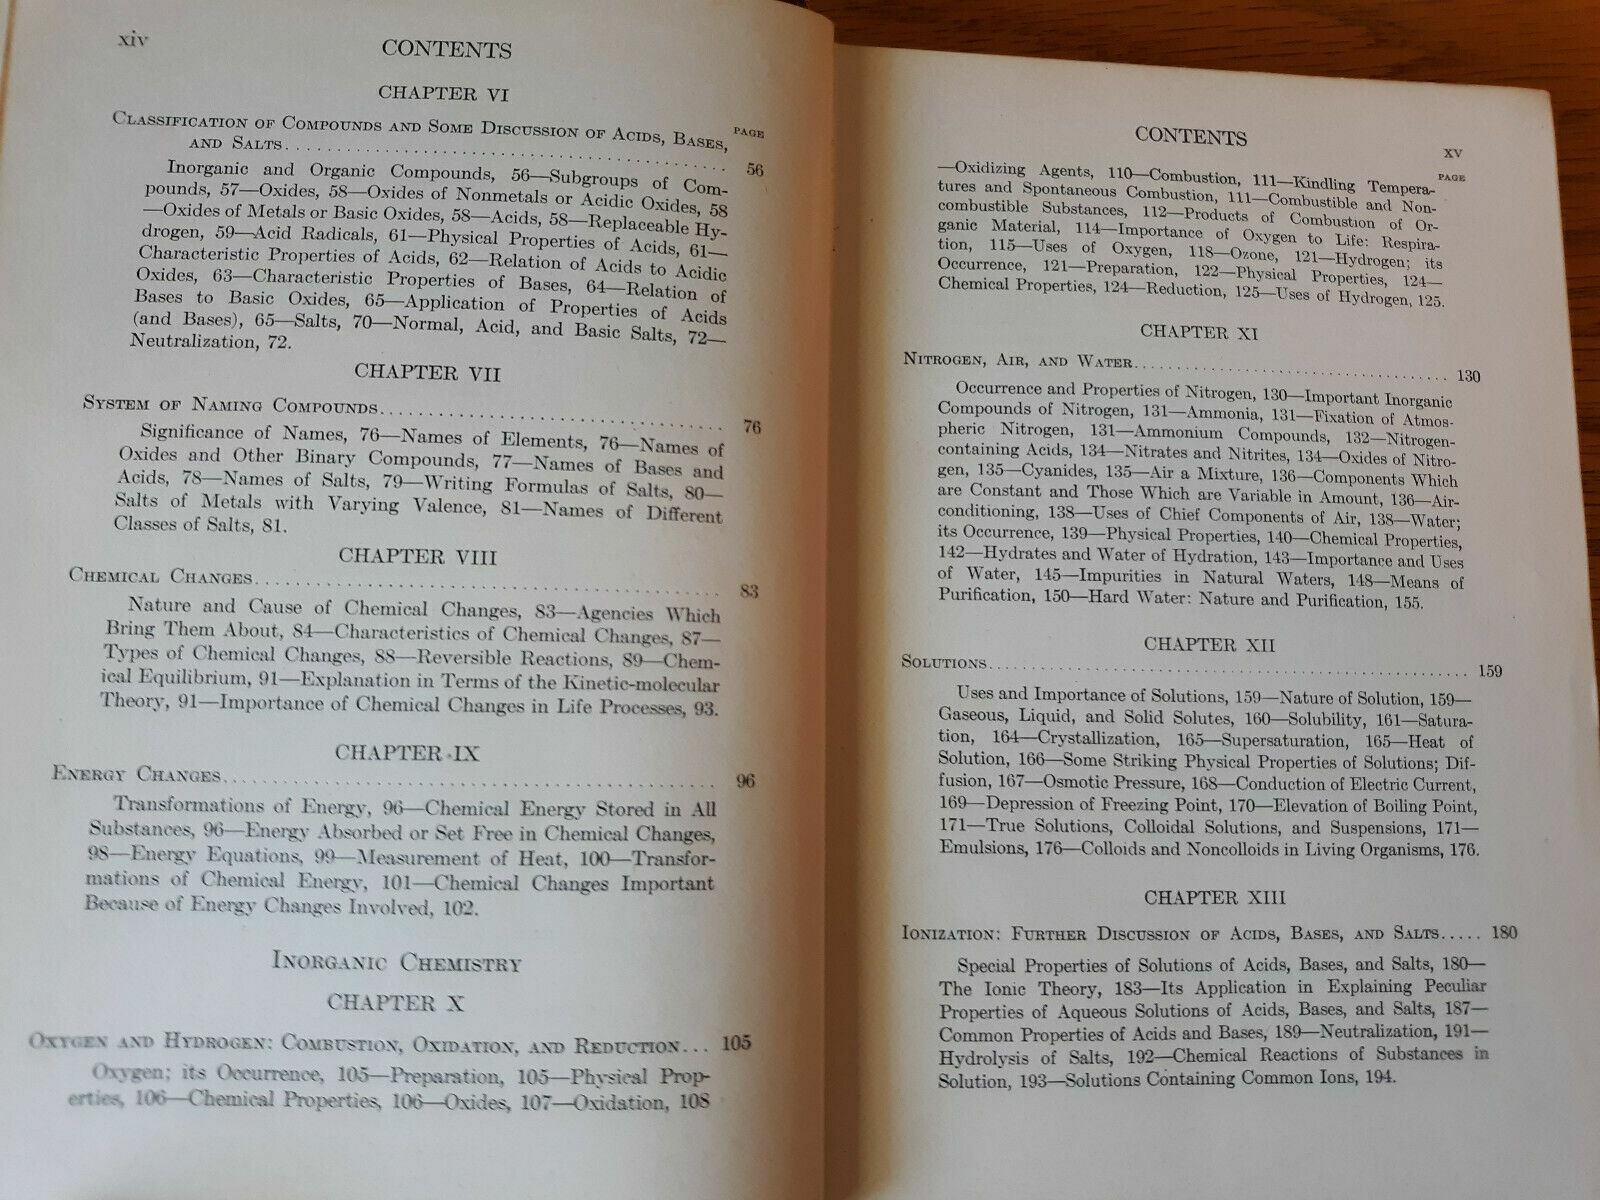 xiv
CONTENTS
CHAPTER VI
PAGE
Classification of Compounds and Some Discussion of Acids, Bases,
and Salts........................................ 56
Inorganic and Organic Compounds, 56—Subgroups of Com-
pounds, 57—Oxides, 58—Oxides of Nonmetals or Acidic Oxides, 58
—Oxides of Metals or Basic Oxides, 58—Acids, 58—Replaceable Hy-
drogen, 59—Acid Radicals, 61—Physical Properties of Acids, 61—
Characteristic Properties of Acids, 62—Relation of Acids to Acidic
Oxides, 63—Characteristic Properties of Bases, 64—Relation of
Bases to Basic Oxides, 65—Application of Properties of Acids
(and Bases), 65—Salts, 70—Normal, Acid, and Basic Salts, 72—
Neutralization, 72.
CHAPTER VII
System of Naming Compounds.............................. 76
Significance of Names, 76—Names of Elements, 76—Names of
Oxides and Other Binary Compounds, 77—Names of Bases and
Acids, 78—Names of Salts, 79—Writing Formulas of Salts, 80—
Salts of Metals with Varying Valence, 81—Names of Different
Classes of Salts, 81.
CHAPTER VIII
Chemical Changes........................................ 83
Nature and Cause of Chemical Changes, 83—Agencies Which
Bring Them About, 84—Characteristics of Chemical Changes, 87—
Types of Chemical Changes, 88—Reversible Reactions, 89—Chem-
ical Equilibrium, 91—Explanation in Terms of the Kinetic-molecular
Theory, 91—Importance of Chemical Changes in Life Processes, 93.
CHAPTER IX
Energy Changes.......................................... 96
Transformations of Energy, 96—Chemical Energy Stored in All
Substances, 96—Energy Absorbed or Set Free in Chemical Changes,
98—Energy Equations, 99—Measurement of Heat, 100—Transfor-
mations of Chemical Energy, 101—Chemical Changes Important
Because of Energy Changes Involved, 102.
Inorganic Chemistry
CHAPTER X
Oxygen and Hydrogen: Combustion, Oxidation, and Reduction... 105
Oxygen; its Occurrence, 105—Preparation, 105—Physical Prop-
erties, 106—Chemical Properties, 106—Oxides, 107—Oxidation, 108
CONTENTS
xv
PAGE
—Oxidizing Agents, 110—Combustion, 111—Kindling Tempera-
tures and Spontaneous Combustion, 111—Combustible and Non-
combustible Substances, 112—Products of Combustion of Or-
ganic Material, 114—Importance of Oxygen to Life: Respira-
tion, 115—Uses of Oxygen, 118—Ozone, 121—Hydrogen; its
Occurrence, 121—Preparation, 122—Physical Properties, 124—
Chemical Properties, 124—Reduction, 125—Uses of Hydrogen, 125.
CHAPTER XI
Nitrogen, Air, and Water................................ 130
Occurrence and Properties of Nitrogen, 130—Important Inorganic
Compounds of Nitrogen, 131—Ammonia, 131—Fixation of Atmos-
pheric Nitrogen, 131—Ammonium Compounds, 132—Nitrogen-
containing Acids, 134—Nitrates and Nitrites, 134—Oxides of Nitro-
gen, 135—Cyanides, 135—Air a Mixture, 136—Components Which
are Constant and Those Which are Variable in Amount, 136—Air-
conditioning, 138—Uses of Chief Components of Air, 138—Water;
its Occurrence, 139—Physical Properties, 140—Chemical Properties,
142—Hydrates and Water of Hydration, 143—Importance and Uses
of Water, 145—Impurities in Natural Waters, 148—Means of
Purification, 150—Hard Water: Nature and Purification, 155.
CHAPTER XII
Solutions............................................... 159
Uses and Importance of Solutions, 159—Nature of Solution, 159—
Gaseous, Liquid, and Solid Solutes, 160—Solubility, 161—Satura-
tion, 164—Crystallization, 165—Supersaturation, 165—Heat of
Solution, 166—Some Striking Physical Properties of Solutions; Dif-
fusion, 167—Osmotic Pressure, 168—Conduction of Electric Current,
169—Depression of Freezing Point, 170—Elevation of Boiling Point,
171—True Solutions, Colloidal Solutions, and Suspensions, 171—
Emulsions, 176—Colloids and Noncolloids in Living Organisms, 176.
CHAPTER XIII
Ionization: Further Discussion of Acids, Bases, and Salts..... 180
Special Properties of Solutions of Acids, Bases, and Salts, 180—
The Ionic Theory, 183—Its Application in Explaining Peculiar
Properties of Aqueous Solutions of Acids, Bases, and Salts, 187—
Common Properties of Acids and Bases, 189—Neutralization, 191—
Hydrolysis of Salts, 192—Chemical Reactions of Substances in
Solution, 193—Solutions Containing Common Ions, 194.